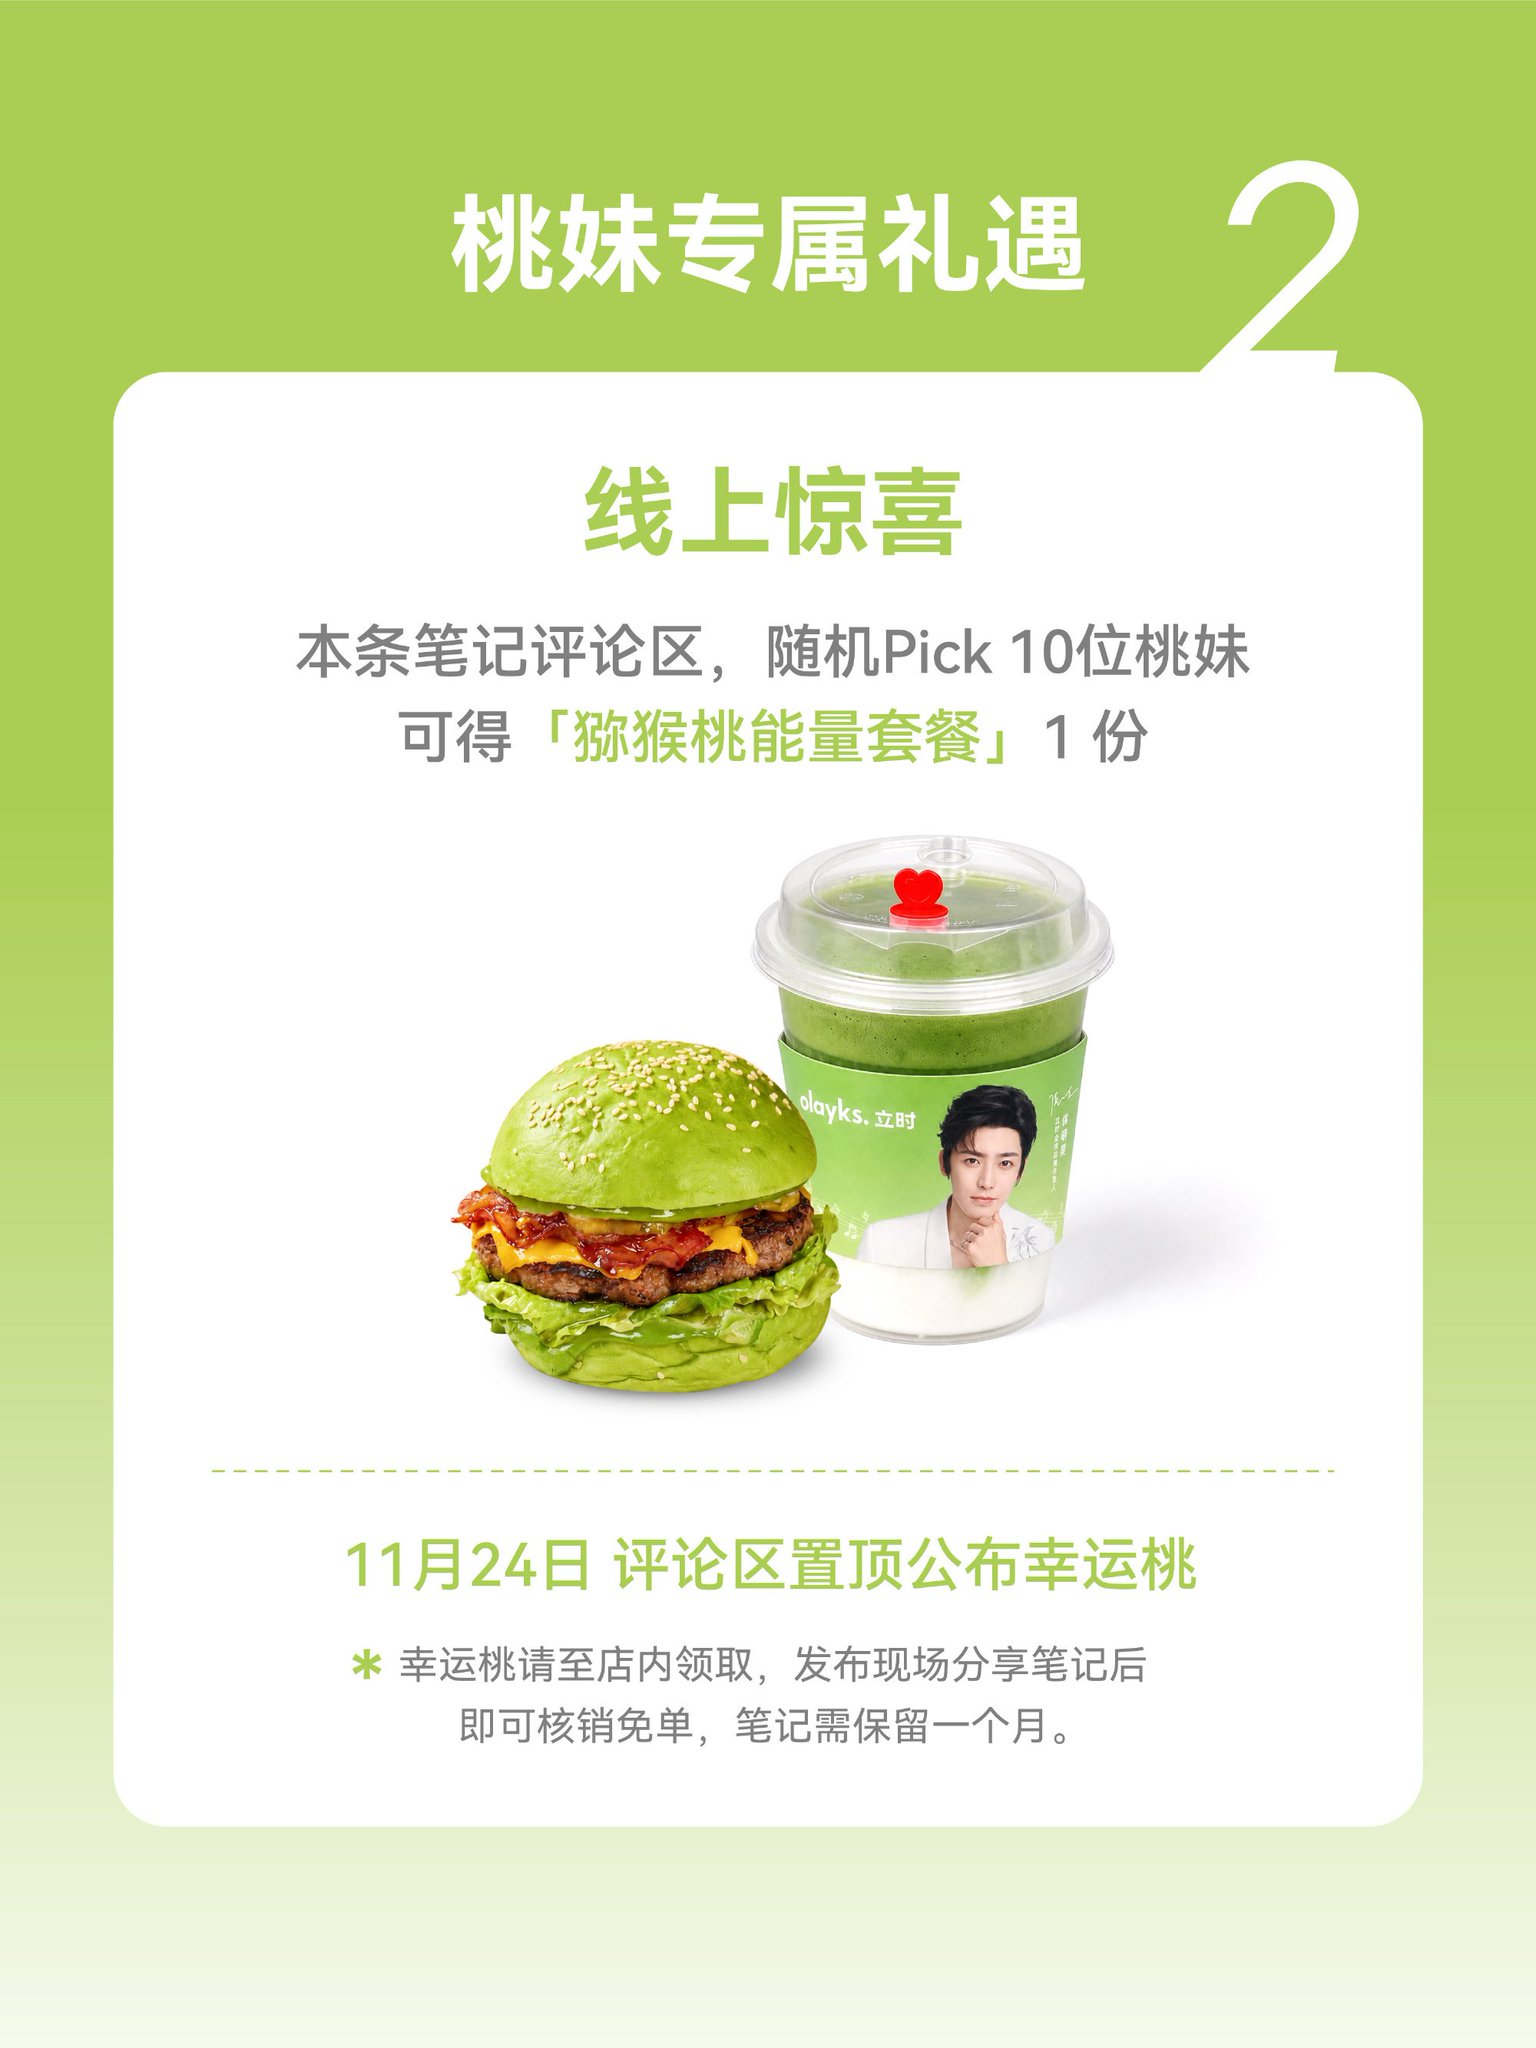 桃妹专属礼遇
2
线上惊喜
本条笔记评论区，随机Pick 10位桃妹
可得「猕猴桃能量套餐」1 份
olayks. 立时
11月24日 评论区置顶公布幸运桃
* 幸运桃请至店内领取，发布现场分享笔记后
即可核销免单，笔记需保留一个月。